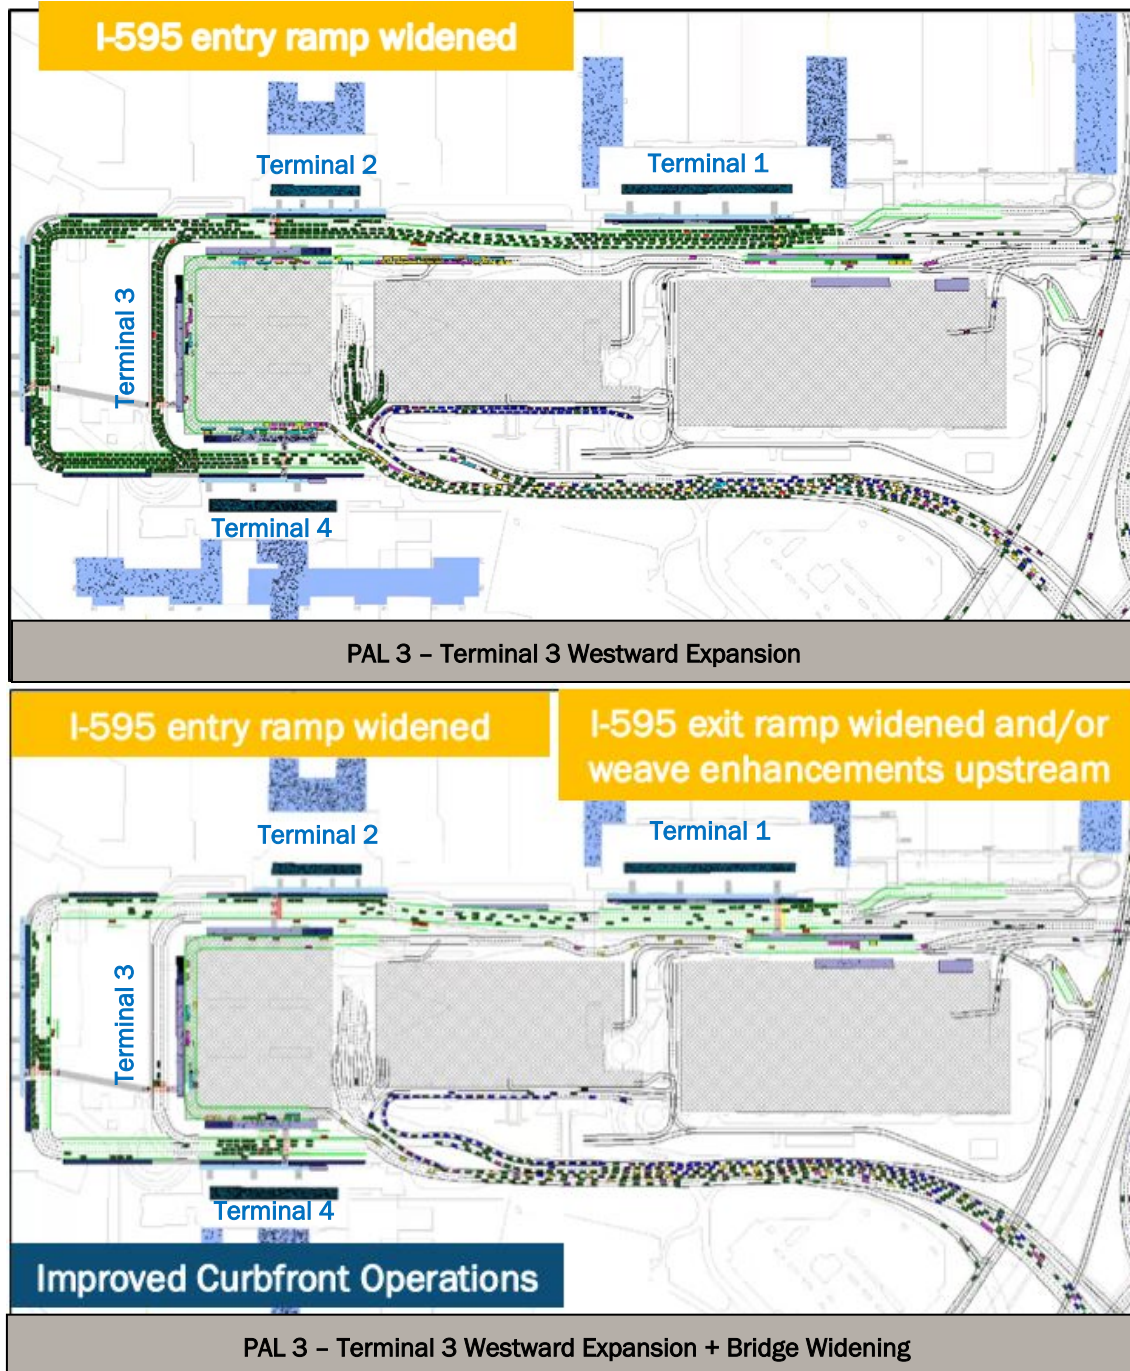 I-595 entry ramp widened
Terminal 2
Terminal 1
Terminal 3
Terminal 4
PAL 3 – Terminal 3 Westward Expansion
I-595 entry ramp widened
I-595 exit ramp widened and/or
weave enhancements upstream
Terminal 2
Terminal 1
Terminal 3
Terminal 4
Improved Curbfront Operations
PAL 3 – Terminal 3 Westward Expansion + Bridge Widening